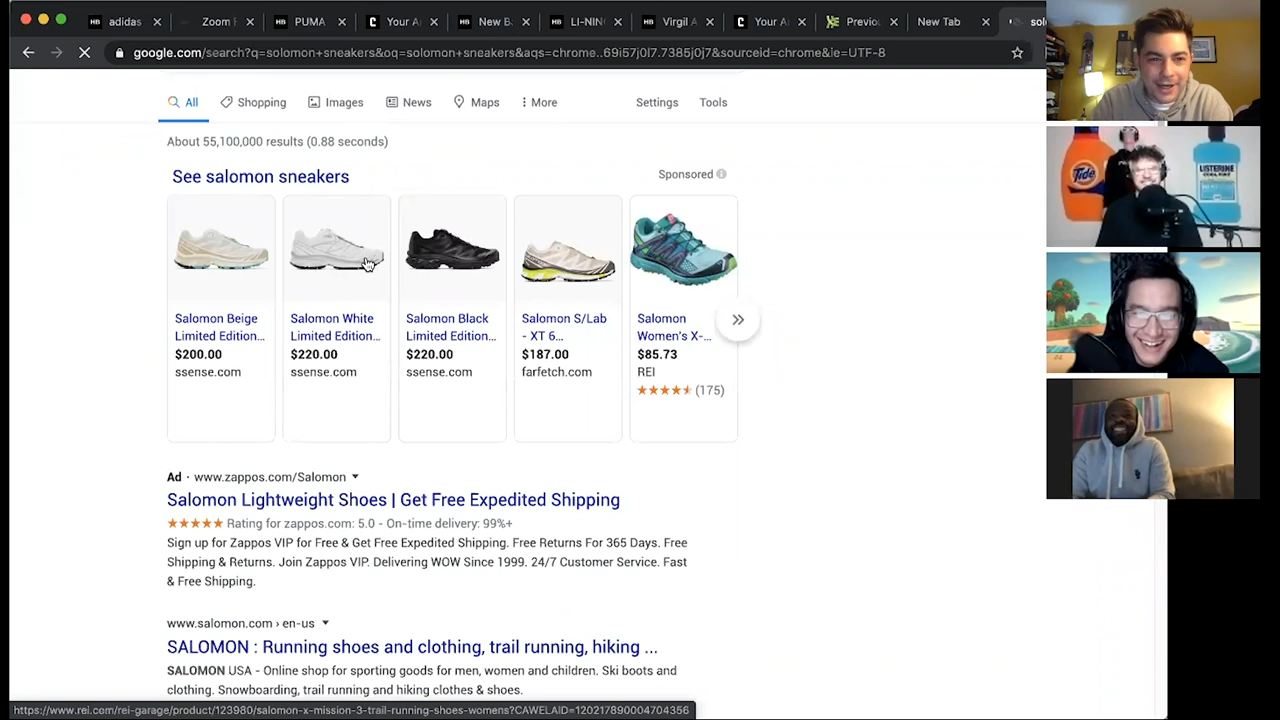 adidas
Zoom F
PUMA
Your A
New B
LI-NIN
Virgil A
Your A
Previou
New Tab
sol
google.com/search?q=solomon+sneakers&oq=solomon+sneakers&aqs=chrome..69i57j0l7.7385j0j7&sourceid=chrome&ie=UTF-8
All
Shopping
Images
News
Maps
More
Settings
Tools
About 55,100,000 results (0.88 seconds)
See salomon sneakers
Sponsored
Salomon Beige
Limited Edition...
$200.00
ssense.com
Salomon White
Limited Edition...
$220.00
ssense.com
Salomon Black
Limited Edition...
$220.00
ssense.com
Salomon S/Lab
- XT 6...
$187.00
farfetch.com
Salomon
Women's X-...
$85.73
REI
(175)
Ad · www.zappos.com/Salomon
Salomon Lightweight Shoes | Get Free Expedited Shipping
Rating for zappos.com: 5.0 - On-time delivery: 99%+
Sign up for Zappos VIP for Free & Get Free Expedited Shipping. Free Returns For 365 Days. Free
Shipping & Returns. Join Zappos VIP. Delivering WOW Since 1999. 24/7 Customer Service. Fast
& Free Shipping.
www.salomon.com › en-us
SALOMON : Running shoes and clothing, trail running, hiking ...
SALOMON USA - Online shop for sporting goods for men, women and children. Ski boots and
clothing. Snowboarding, trail running and hiking clothes & shoes.
https://www.rei.com/rei-garage/product/123980/salomon-x-mission-3-trail-running-shoes-womens?CAWELAID=120217890004704356
Tide
LISTERINE